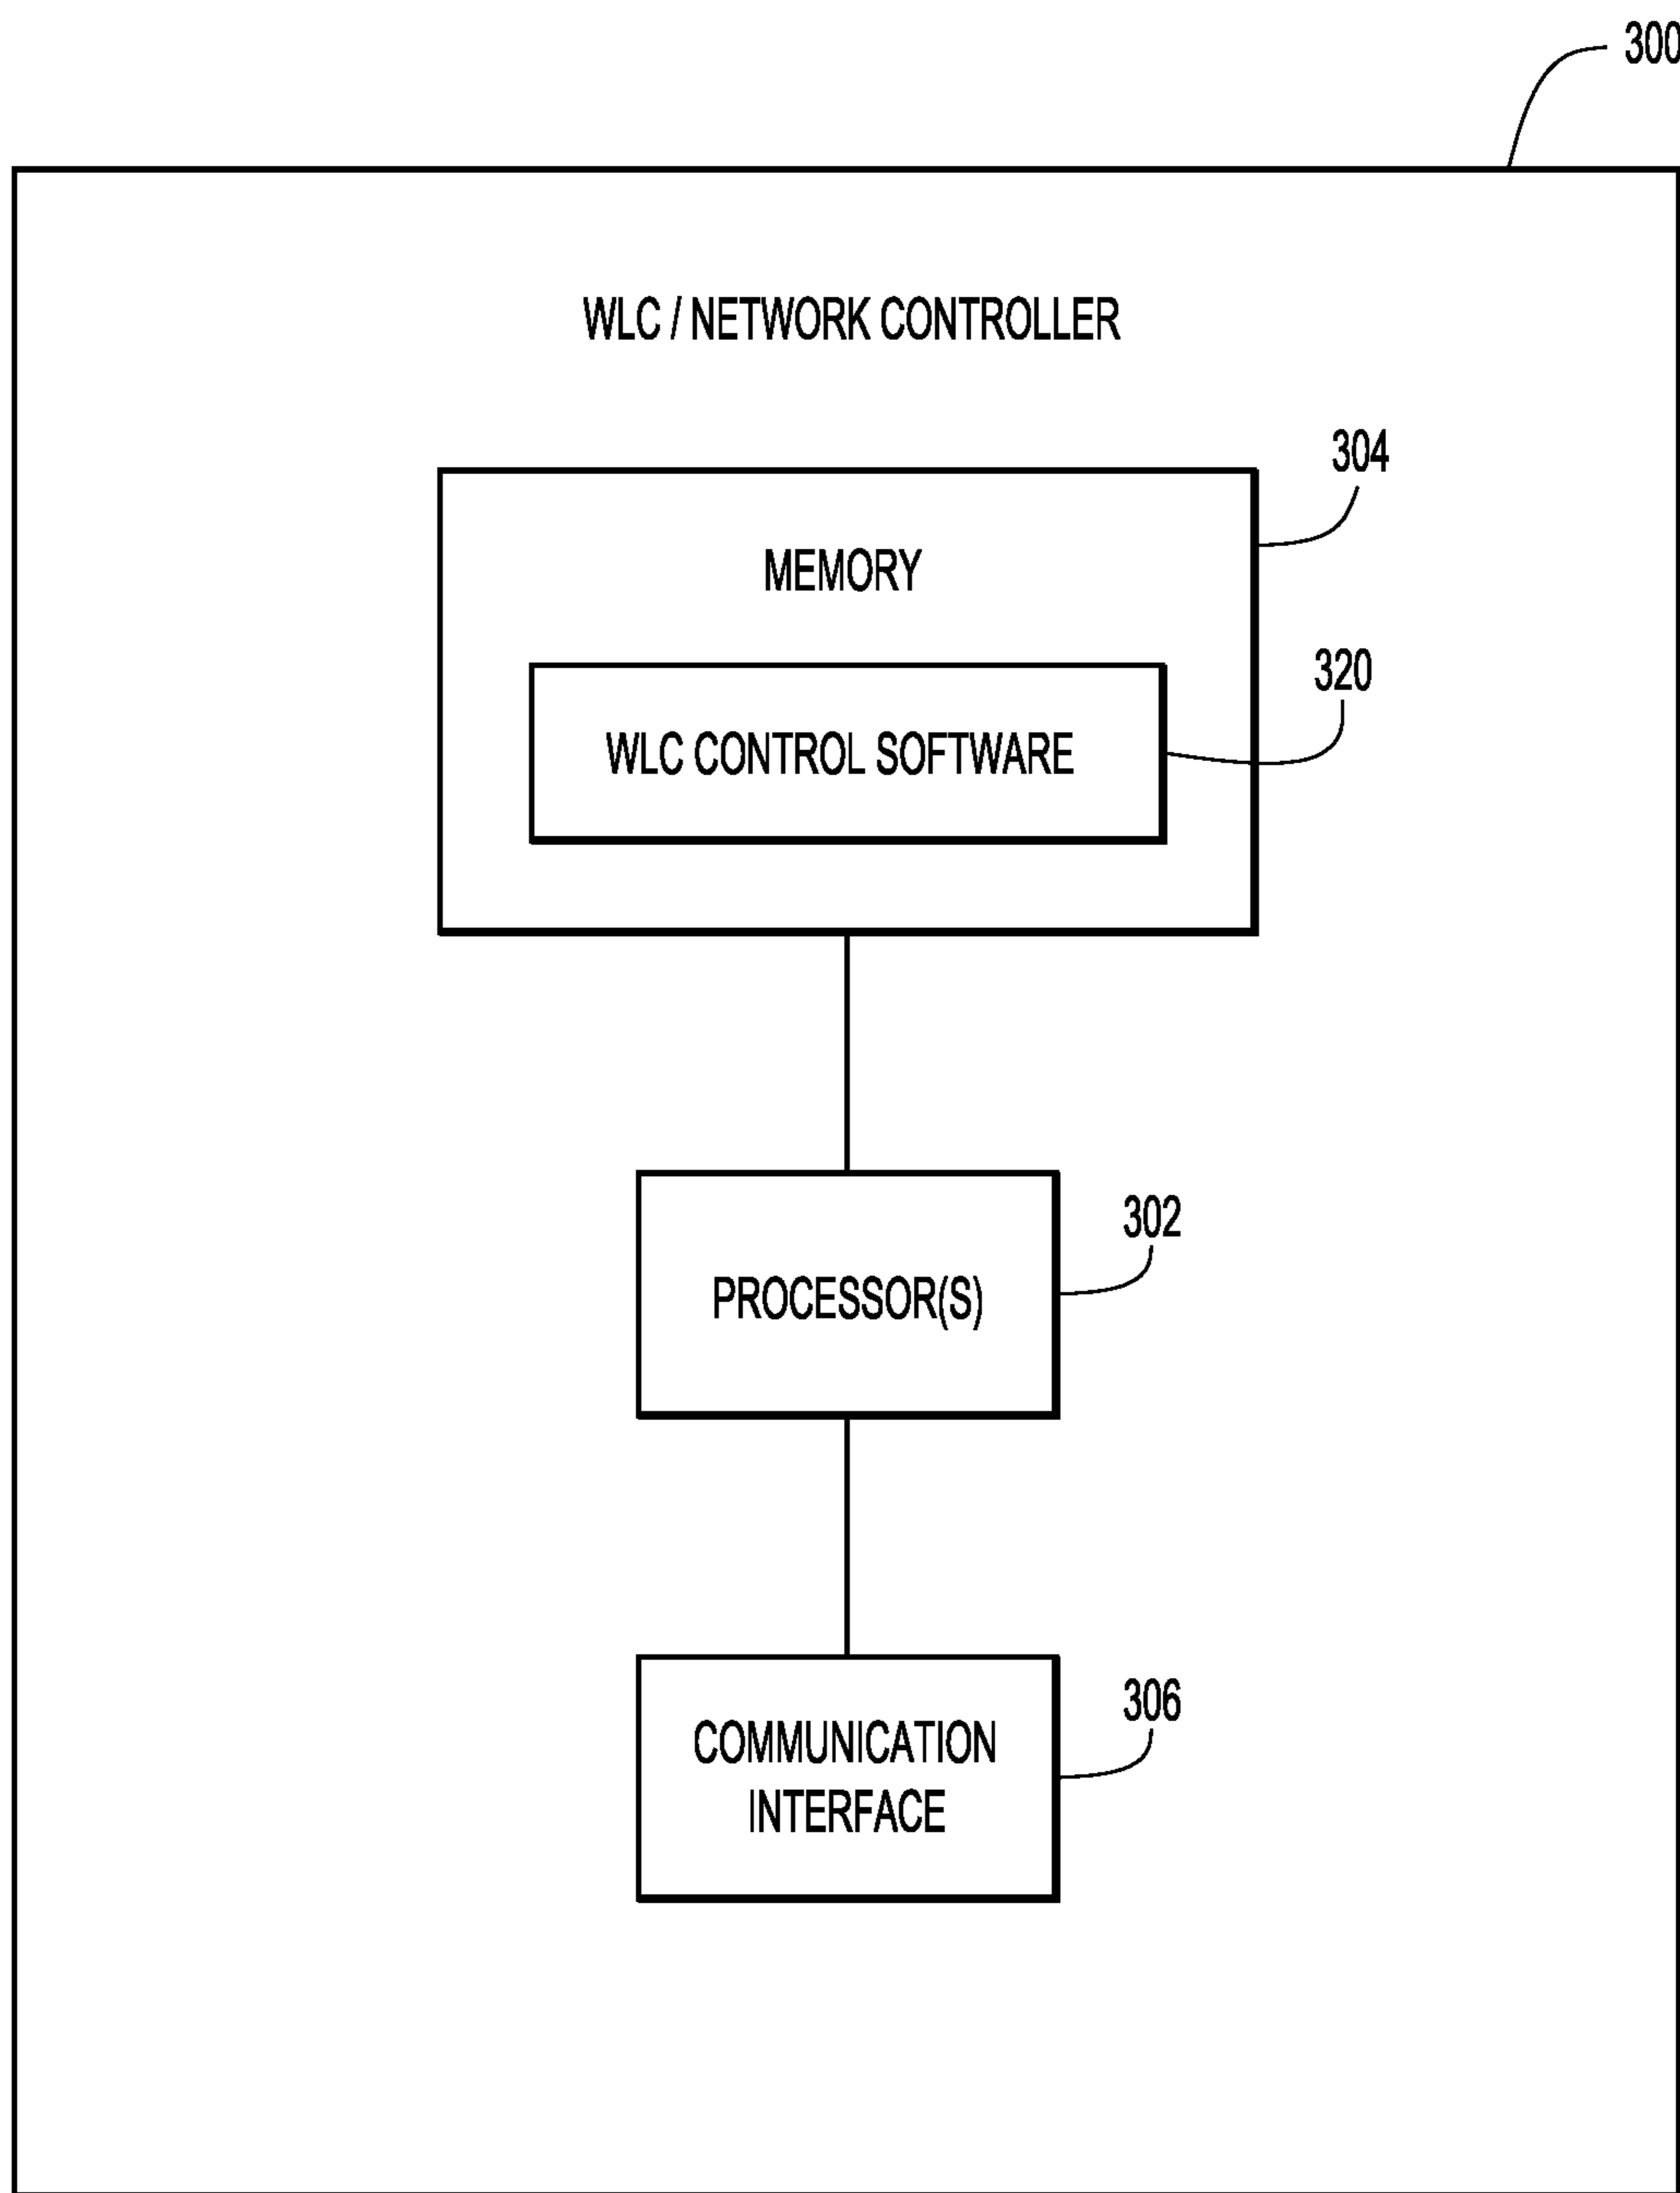 300
WLC / NETWORK CONTROLLER
304
MEMORY
320
WLC CONTROL SOFTWARE
302
PROCESSOR(S)
306
COMMUNICATION
INTERFACE